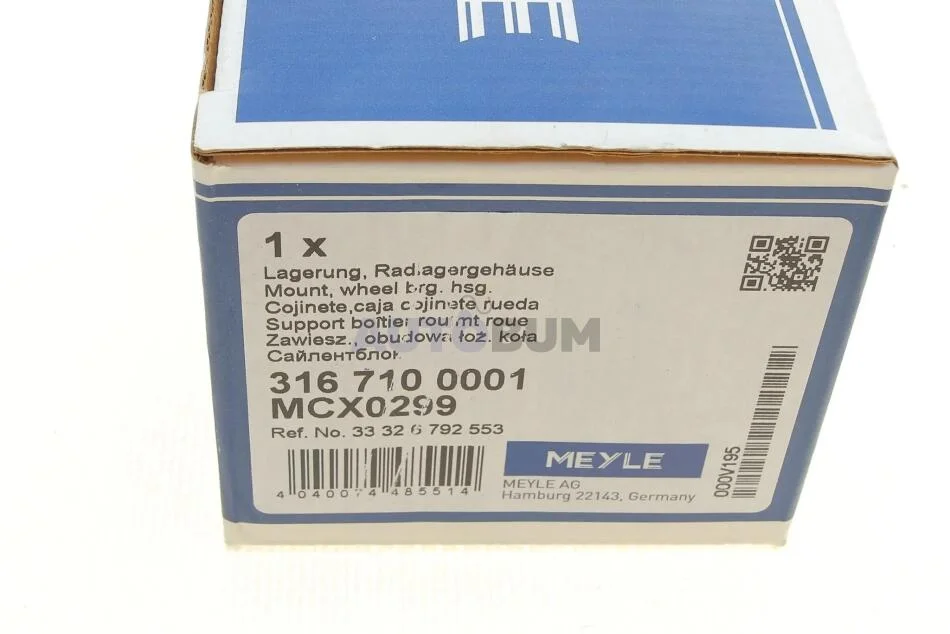 1 x
Lagerung, Radlagergehäuse
Mount, wheel brg. hsg.
Cojinete,caja cojinete rueda
Support boîtier roulmt roue
Zawiesz., obudowa łoż. koła
Сайлентблок
AUTOBUM
316 710 0001
MCX0299
Ref. No. 33 32 6 792 553
MEYLE
MEYLE AG
Hamburg 22143, Germany
4 040074 485514
000V195